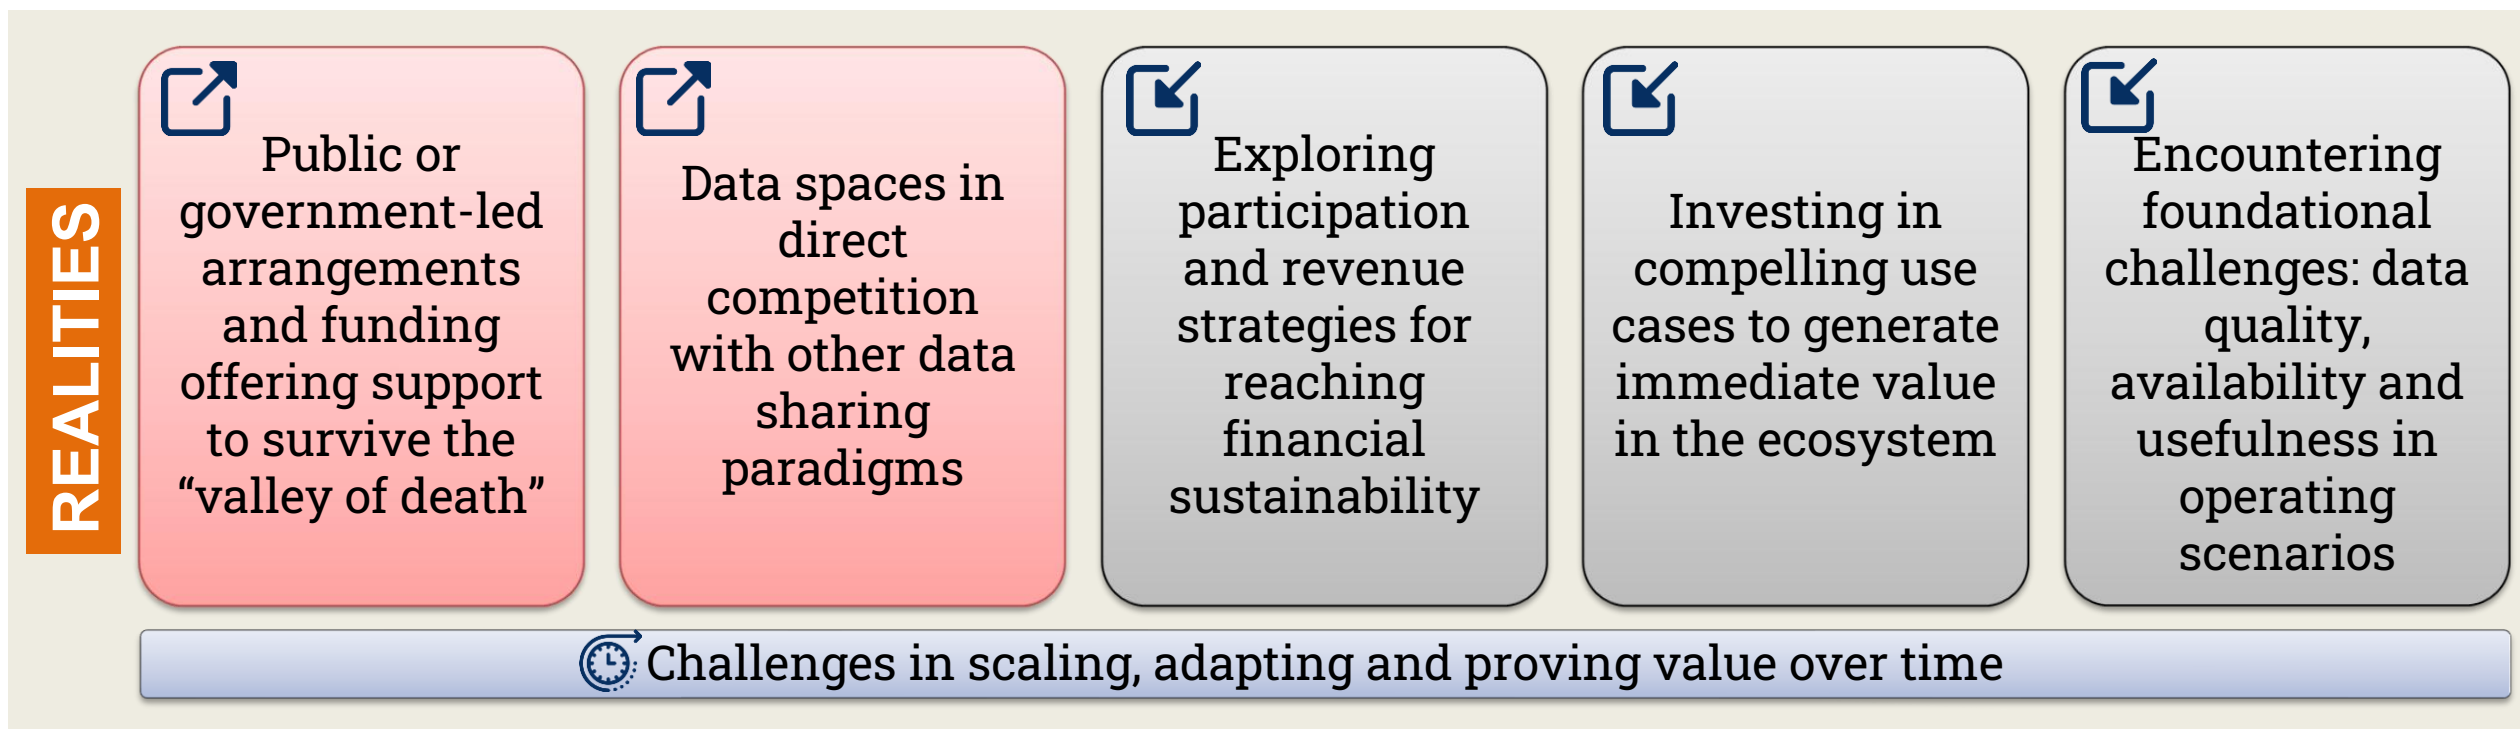 REALITIES
Public or
government-led
arrangements
and funding
offering support
to survive the
“valley of death”
Data spaces in
direct
competition
with other data
sharing
paradigms
Exploring
participation
and revenue
strategies for
reaching
financial
sustainability
Investing in
compelling use
cases to generate
immediate value
in the ecosystem
Encountering
foundational
challenges: data
quality,
availability and
usefulness in
operating
scenarios
Challenges in scaling, adapting and proving value over time